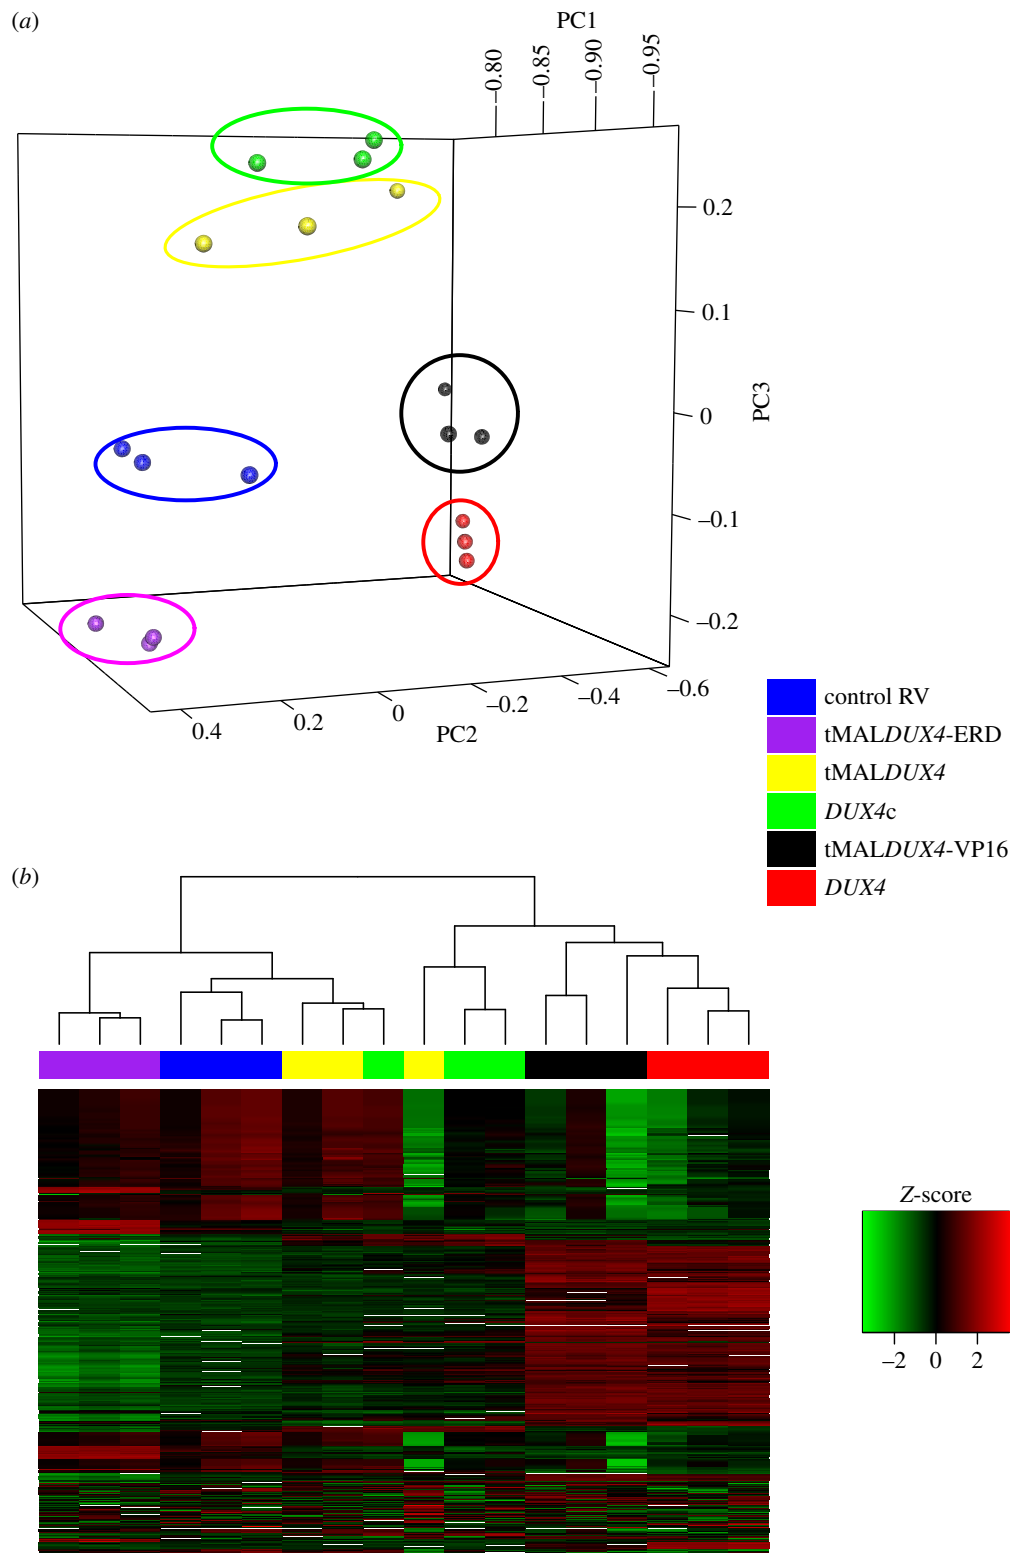 (a)
PC1
–0.80
–0.85
–0.90
–0.95
0.2
0.1
0
–0.1
–0.2
PC3
0.4
0.2
0
–0.2
–0.4
–0.6
PC2
control RV
tMALDUX4-ERD
tMALDUX4
DUX4c
tMALDUX4-VP16
DUX4
(b)
Z-score
–2 0 2